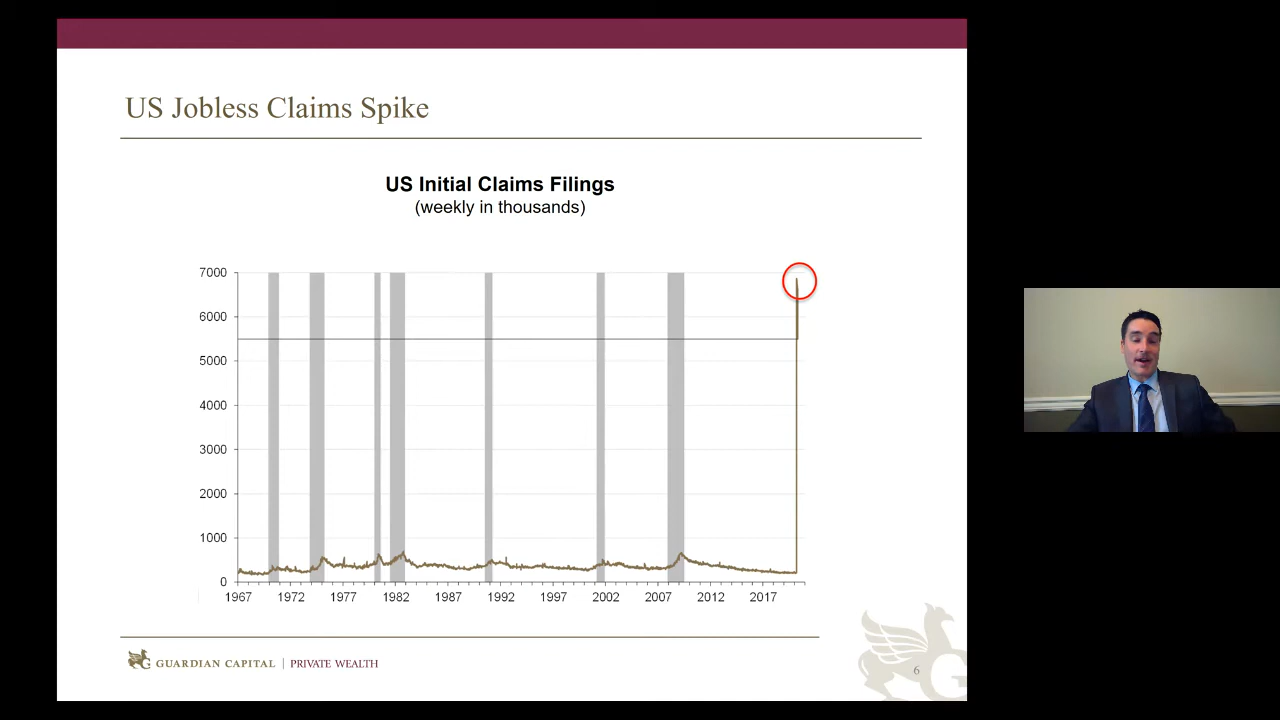 US Jobless Claims Spike
US Initial Claims Filings
(weekly in thousands)
7000
6000
5000
4000
3000
2000
1000
0
1967 1972 1977 1982 1987 1992 1997 2002 2007 2012 2017
GUARDIAN CAPITAL | PRIVATE WEALTH
6